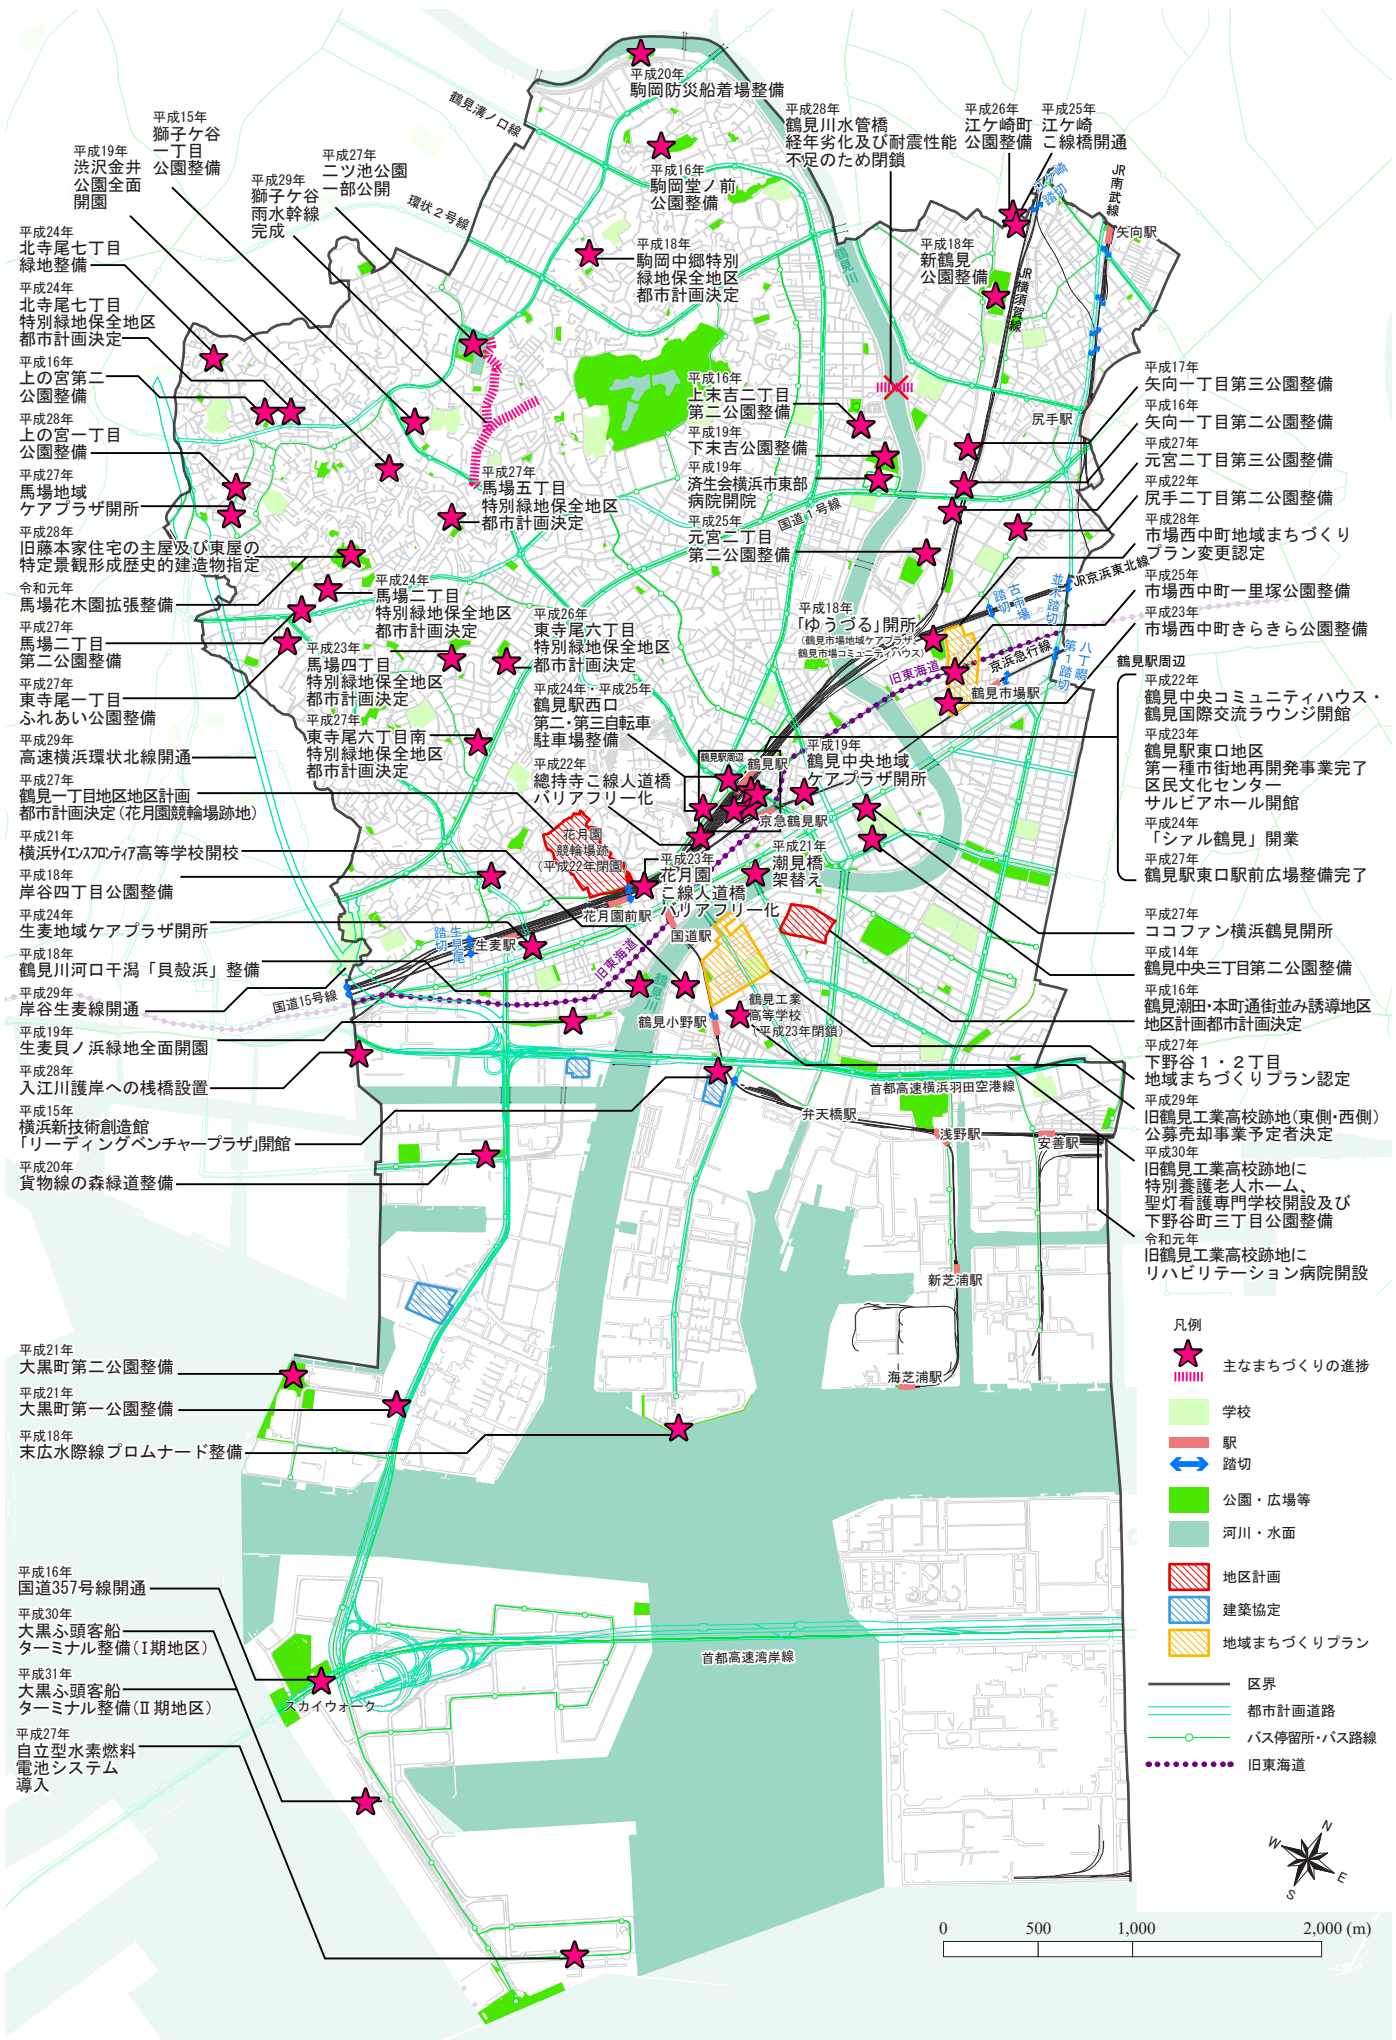 平成20年
駒岡防災船着場整備
平成15年
獅子ケ谷
一丁目
公園整備
平成19年
渋沢金井
公園全面
開園
平成29年
獅子ケ谷
雨水幹線
完成
平成27年
二ツ池公園
一部公開
鶴見溝ノ口線
環状2号線
平成16年
駒岡堂ノ前
公園整備
平成18年
駒岡中郷特別
緑地保全地区
都市計画決定
平成28年
鶴見川水管橋
経年劣化及び耐震性能
不足のため閉鎖
平成26年
江ケ崎町
公園整備
平成25年
江ケ崎
こ線橋開通
JR南武線
矢向駅
平成18年
新鶴見
公園整備
JR横須賀線
鶴見川
平成24年
北寺尾七丁目
緑地整備
平成24年
北寺尾七丁目
特別緑地保全地区
都市計画決定
平成16年
上の宮第二
公園整備
平成28年
上の宮一丁目
公園整備
平成27年
馬場地域
ケアプラザ開所
平成28年
旧藤本家住宅の主屋及び東屋の
特定景観形成歴史的建造物指定
令和元年
馬場花木園拡張整備
平成27年
馬場二丁目
第二公園整備
平成27年
東寺尾一丁目
ふれあい公園整備
平成29年
高速横浜環状北線開通
平成27年
鶴見一丁目地区地区計画
都市計画決定(花月園競輪場跡地)
平成21年
横浜サイエンスフロンティア高等学校開校
平成18年
岸谷四丁目公園整備
平成24年
生麦地域ケアプラザ開所
平成18年
鶴見川河口干潟「貝殻浜」整備
平成29年
岸谷生麦線開通
平成19年
生麦貝ノ浜緑地全面開園
平成28年
入江川護岸への桟橋設置
平成15年
横浜新技術創造館
「リーディングベンチャープラザ」開館
平成20年
貨物線の森緑道整備
平成21年
大黒町第二公園整備
平成21年
大黒町第一公園整備
平成18年
末広水際線プロムナード整備
平成16年
国道357号線開通
平成30年
大黒ふ頭客船
ターミナル整備(Ⅰ期地区)
平成31年
大黒ふ頭客船
ターミナル整備(Ⅱ期地区)
平成27年
自立型水素燃料
電池システム
導入
平成27年
馬場五丁目
特別緑地保全地区
都市計画決定
平成24年
馬場二丁目
特別緑地保全地区
都市計画決定
平成23年
馬場四丁目
特別緑地保全地区
都市計画決定
平成27年
東寺尾六丁目南
特別緑地保全地区
都市計画決定
平成26年
東寺尾六丁目
特別緑地保全地区
都市計画決定
平成24年・平成25年
鶴見駅西口
第二・第三自転車
駐車場整備
平成22年
總持寺こ線人道橋
バリアフリー化
平成16年
上末吉二丁目
第二公園整備
平成19年
下末吉公園整備
平成19年
済生会横浜市東部
病院開院
平成25年
元宮二丁目
第二公園整備
国道1号線
尻手駅
平成18年
「ゆうづる」開所
(鶴見市場地域ケアプラザ
鶴見市場コミュニティハウス)
旧東海道
古市場
踏切
並木踏切
JR京浜東北線
京浜急行線
八丁畷
第1踏切
鶴見市場駅
鶴見駅周辺
鶴見駅
平成19年
鶴見中央地域
ケアプラザ開所
京急鶴見駅
平成21年
潮見橋
架替え
花月園
競輪場跡
(平成22年閉園)
平成23年
花月園
こ線人道橋
バリアフリー化
花月園前駅
国道駅
生見尾
踏切
生麦駅
旧東海道
国道15号線
鶴見川
鶴見小野駅
鶴見工業
高等学校
(平成23年閉鎖)
首都高速横浜羽田空港線
弁天橋駅
浅野駅
安善駅
新芝浦駅
海芝浦駅
首都高速湾岸線
スカイウォーク
平成17年
矢向一丁目第三公園整備
平成16年
矢向一丁目第二公園整備
平成27年
元宮二丁目第三公園整備
平成22年
尻手二丁目第二公園整備
平成28年
市場西中町地域まちづくり
プラン変更認定
平成25年
市場西中町一里塚公園整備
平成23年
市場西中町きらきら公園整備
鶴見駅周辺
平成22年
鶴見中央コミュニティハウス・
鶴見国際交流ラウンジ開館
平成23年
鶴見駅東口地区
第一種市街地再開発事業完了
区民文化センター
サルビアホール開館
平成24年
「シァル鶴見」開業
平成27年
鶴見駅東口駅前広場整備完了
平成27年
ココファン横浜鶴見開所
平成14年
鶴見中央三丁目第二公園整備
平成16年
鶴見潮田・本町通街並み誘導地区
地区計画都市計画決定
平成27年
下野谷1・2丁目
地域まちづくりプラン認定
平成29年
旧鶴見工業高校跡地(東側・西側)
公募売却事業予定者決定
平成30年
旧鶴見工業高校跡地に
特別養護老人ホーム、
聖灯看護専門学校開設及び
下野谷町三丁目公園整備
令和元年
旧鶴見工業高校跡地に
リハビリテーション病院開設
凡例
主なまちづくりの進捗
学校
駅
踏切
公園・広場等
河川・水面
地区計画
建築協定
地域まちづくりプラン
区界
都市計画道路
バス停留所・バス路線
旧東海道
N
W
E
S
0 500 1,000 2,000 (m)